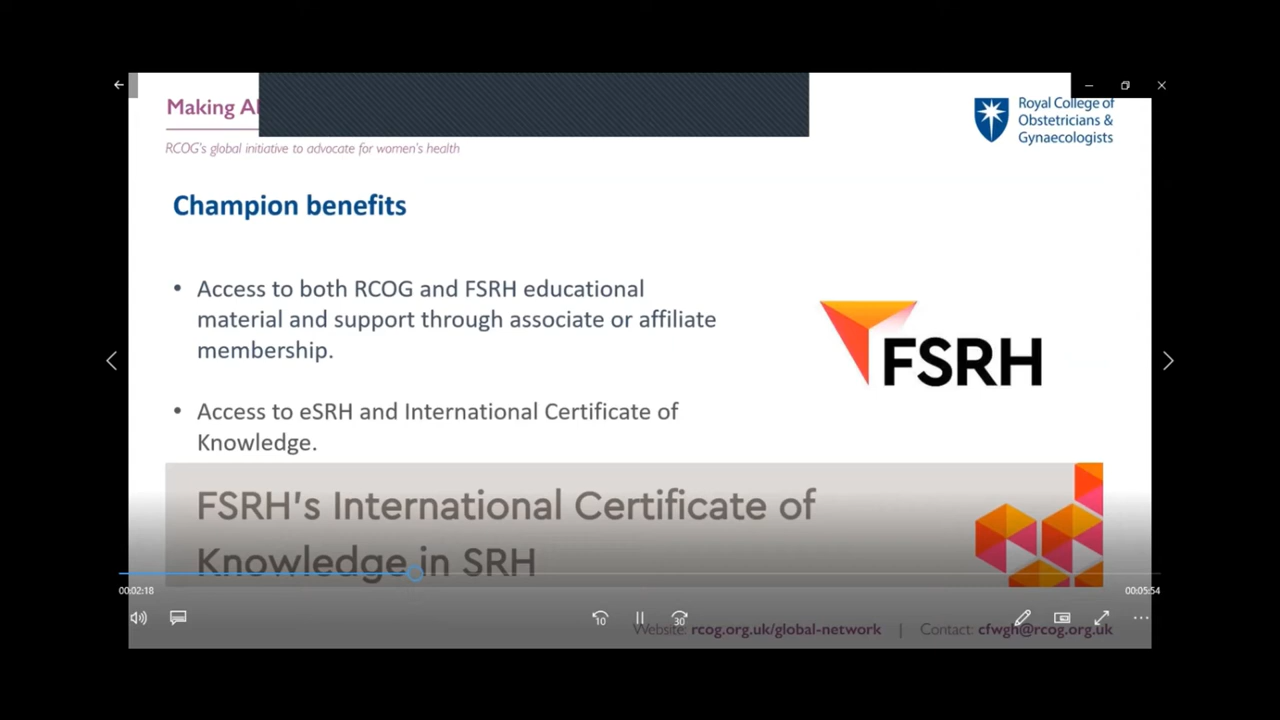 Making
Royal College of
Obstetricians &
Gynaecologists
RCOG's global initiative to advocate for women's health
Champion benefits
• Access to both RCOG and FSRH educational
material and support through associate or affiliate
membership.
FSRH
• Access to eSRH and International Certificate of
Knowledge.
FSRH's International Certificate of
Knowledge in SRH
00:02:18
00:05:54
10
30
Website: rcog.org.uk/global-network | Contact: cfwgh@rcog.org.uk